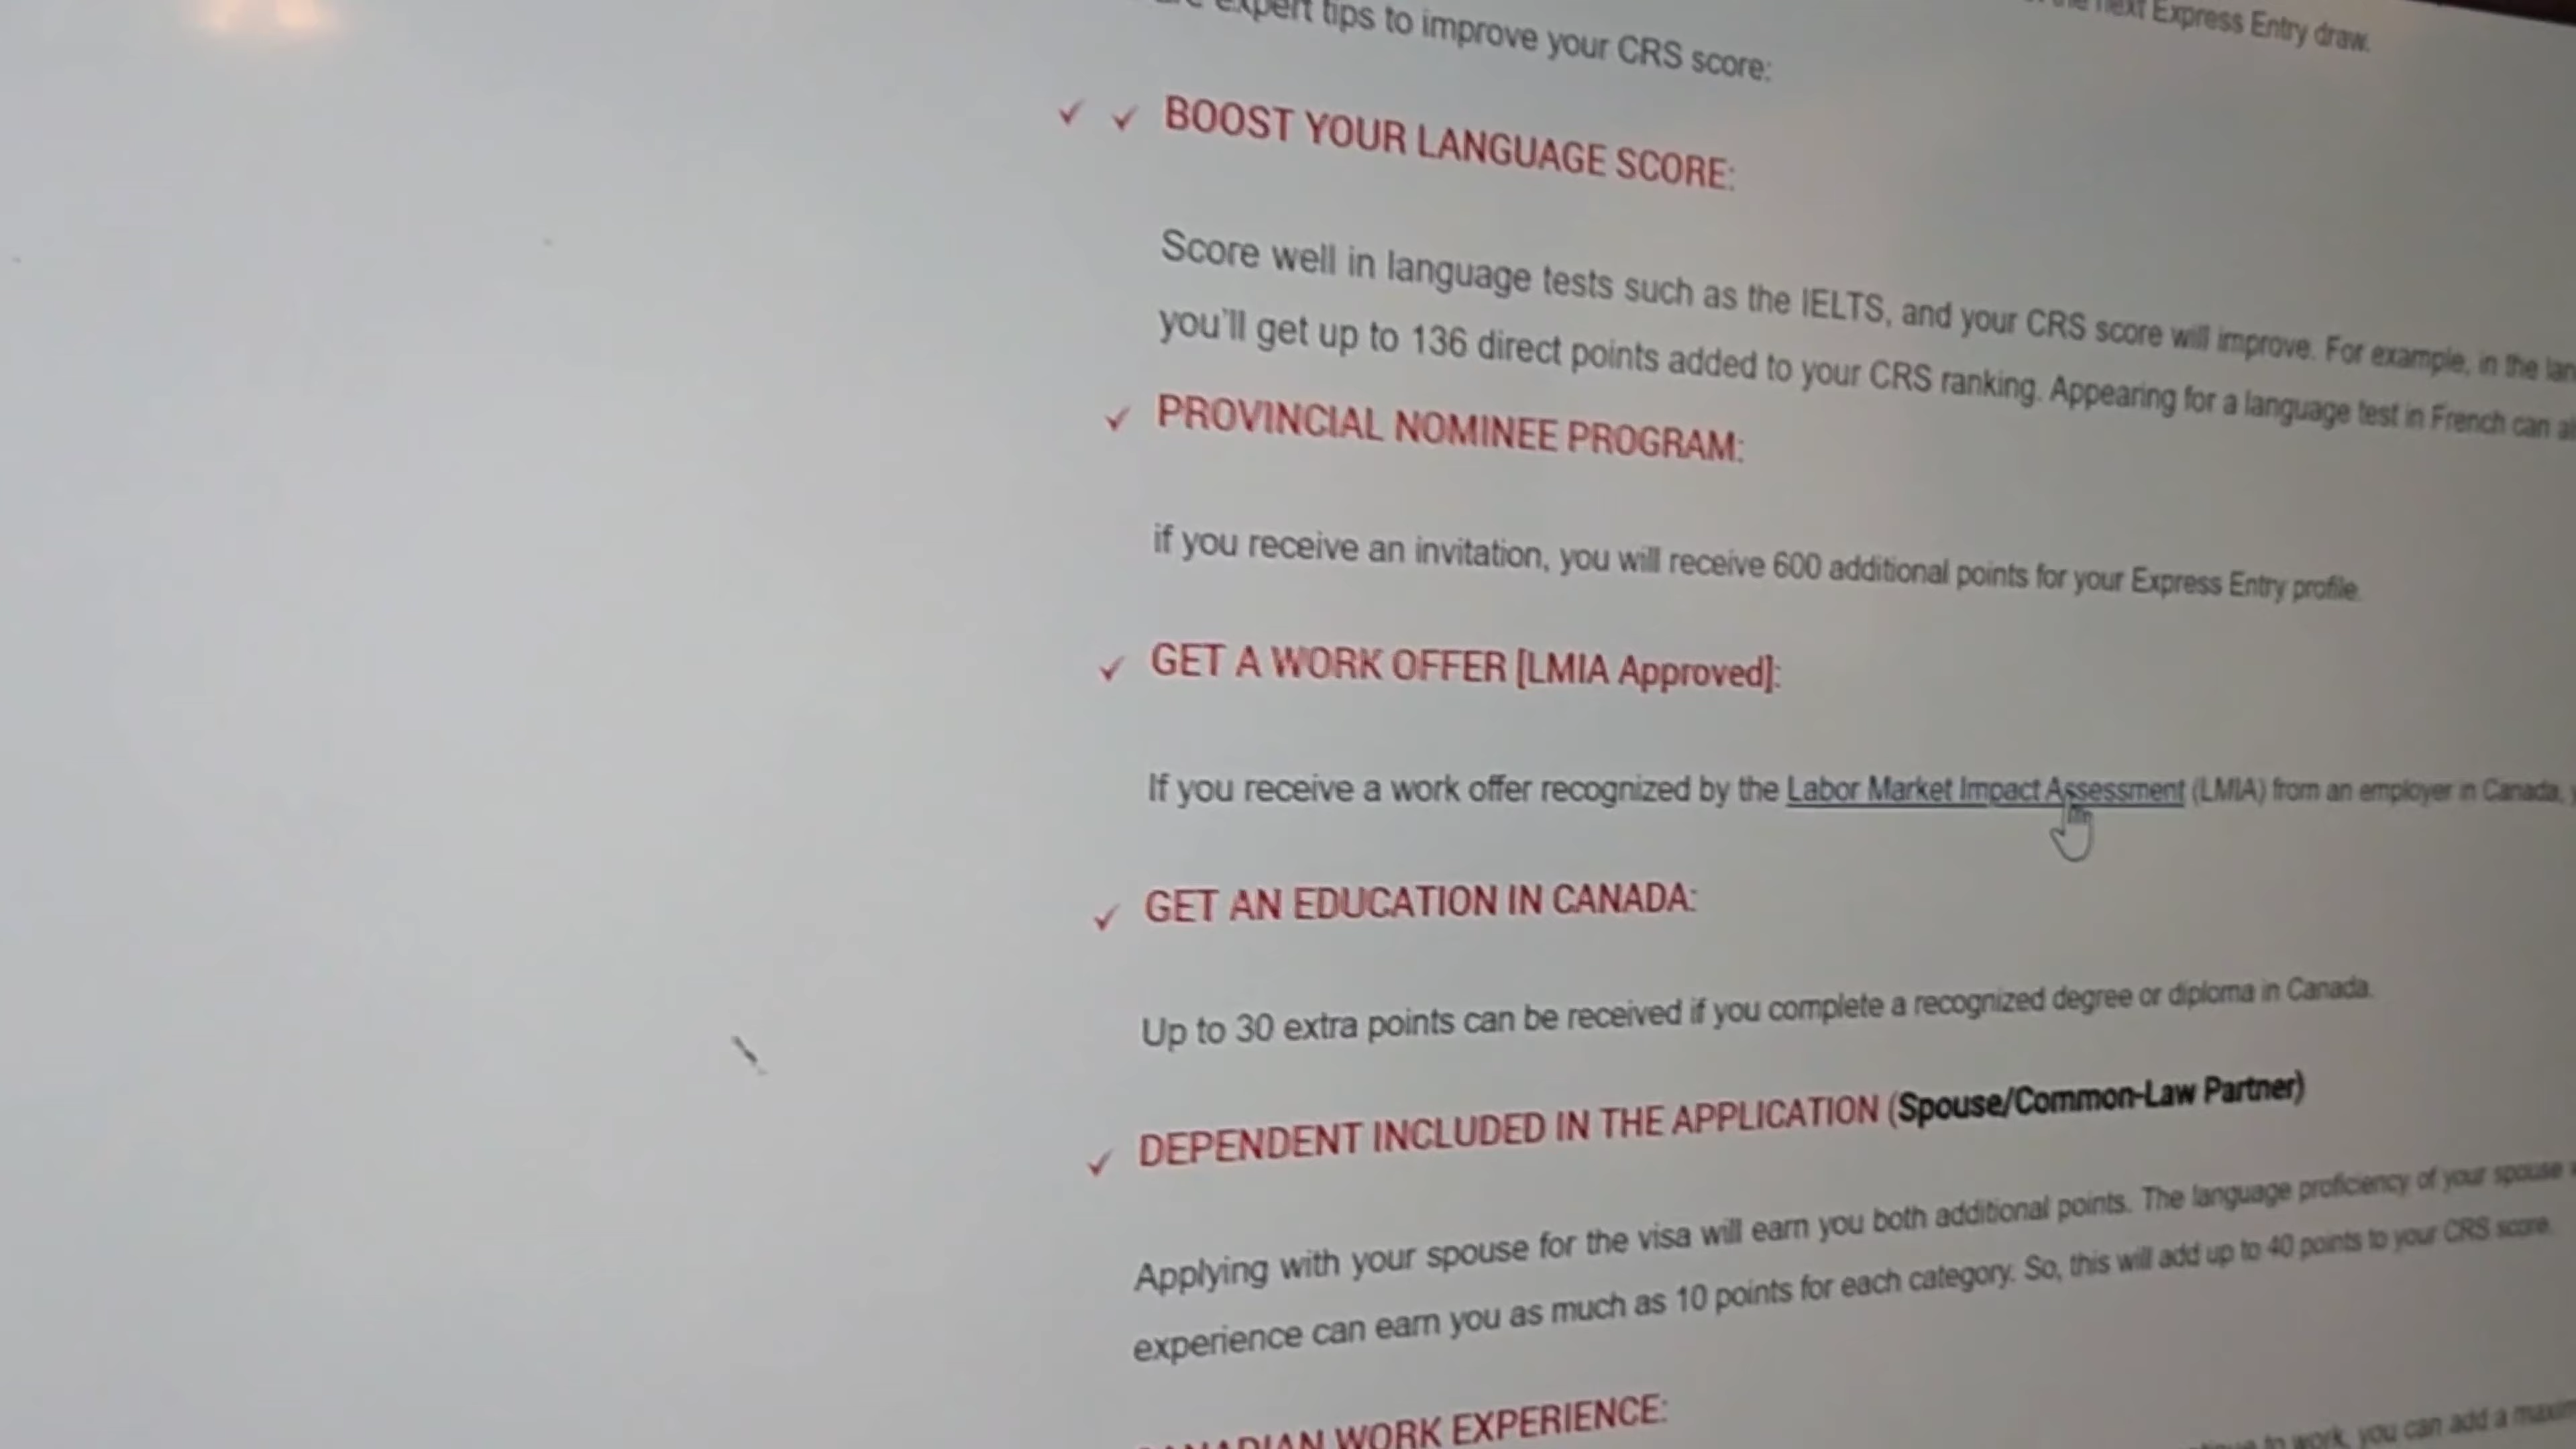 the next Express Entry draw.
expert tips to improve your CRS score:
BOOST YOUR LANGUAGE SCORE:
Score well in language tests such as the IELTS, and your CRS score will improve. For example, in the
you'll get up to 136 direct points added to your CRS ranking. Appearing for a language test in French can
PROVINCIAL NOMINEE PROGRAM:
if you receive an invitation, you will receive 600 additional points for your Express Entry profile.
GET A WORK OFFER [LMIA Approved]:
If you receive a work offer recognized by the Labor Market Impact Assessment (LMIA) from an employer in Canada,
GET AN EDUCATION IN CANADA:
Up to 30 extra points can be received if you complete a recognized degree or diploma in Canada.
DEPENDENT INCLUDED IN THE APPLICATION (Spouse/Common-Law Partner)
Applying with your spouse for the visa will earn you both additional points. The language proficiency of your spouse
experience can earn you as much as 10 points for each category. So, this will add up to 40 points to your CRS score.
WORK EXPERIENCE:
to work, you can add a